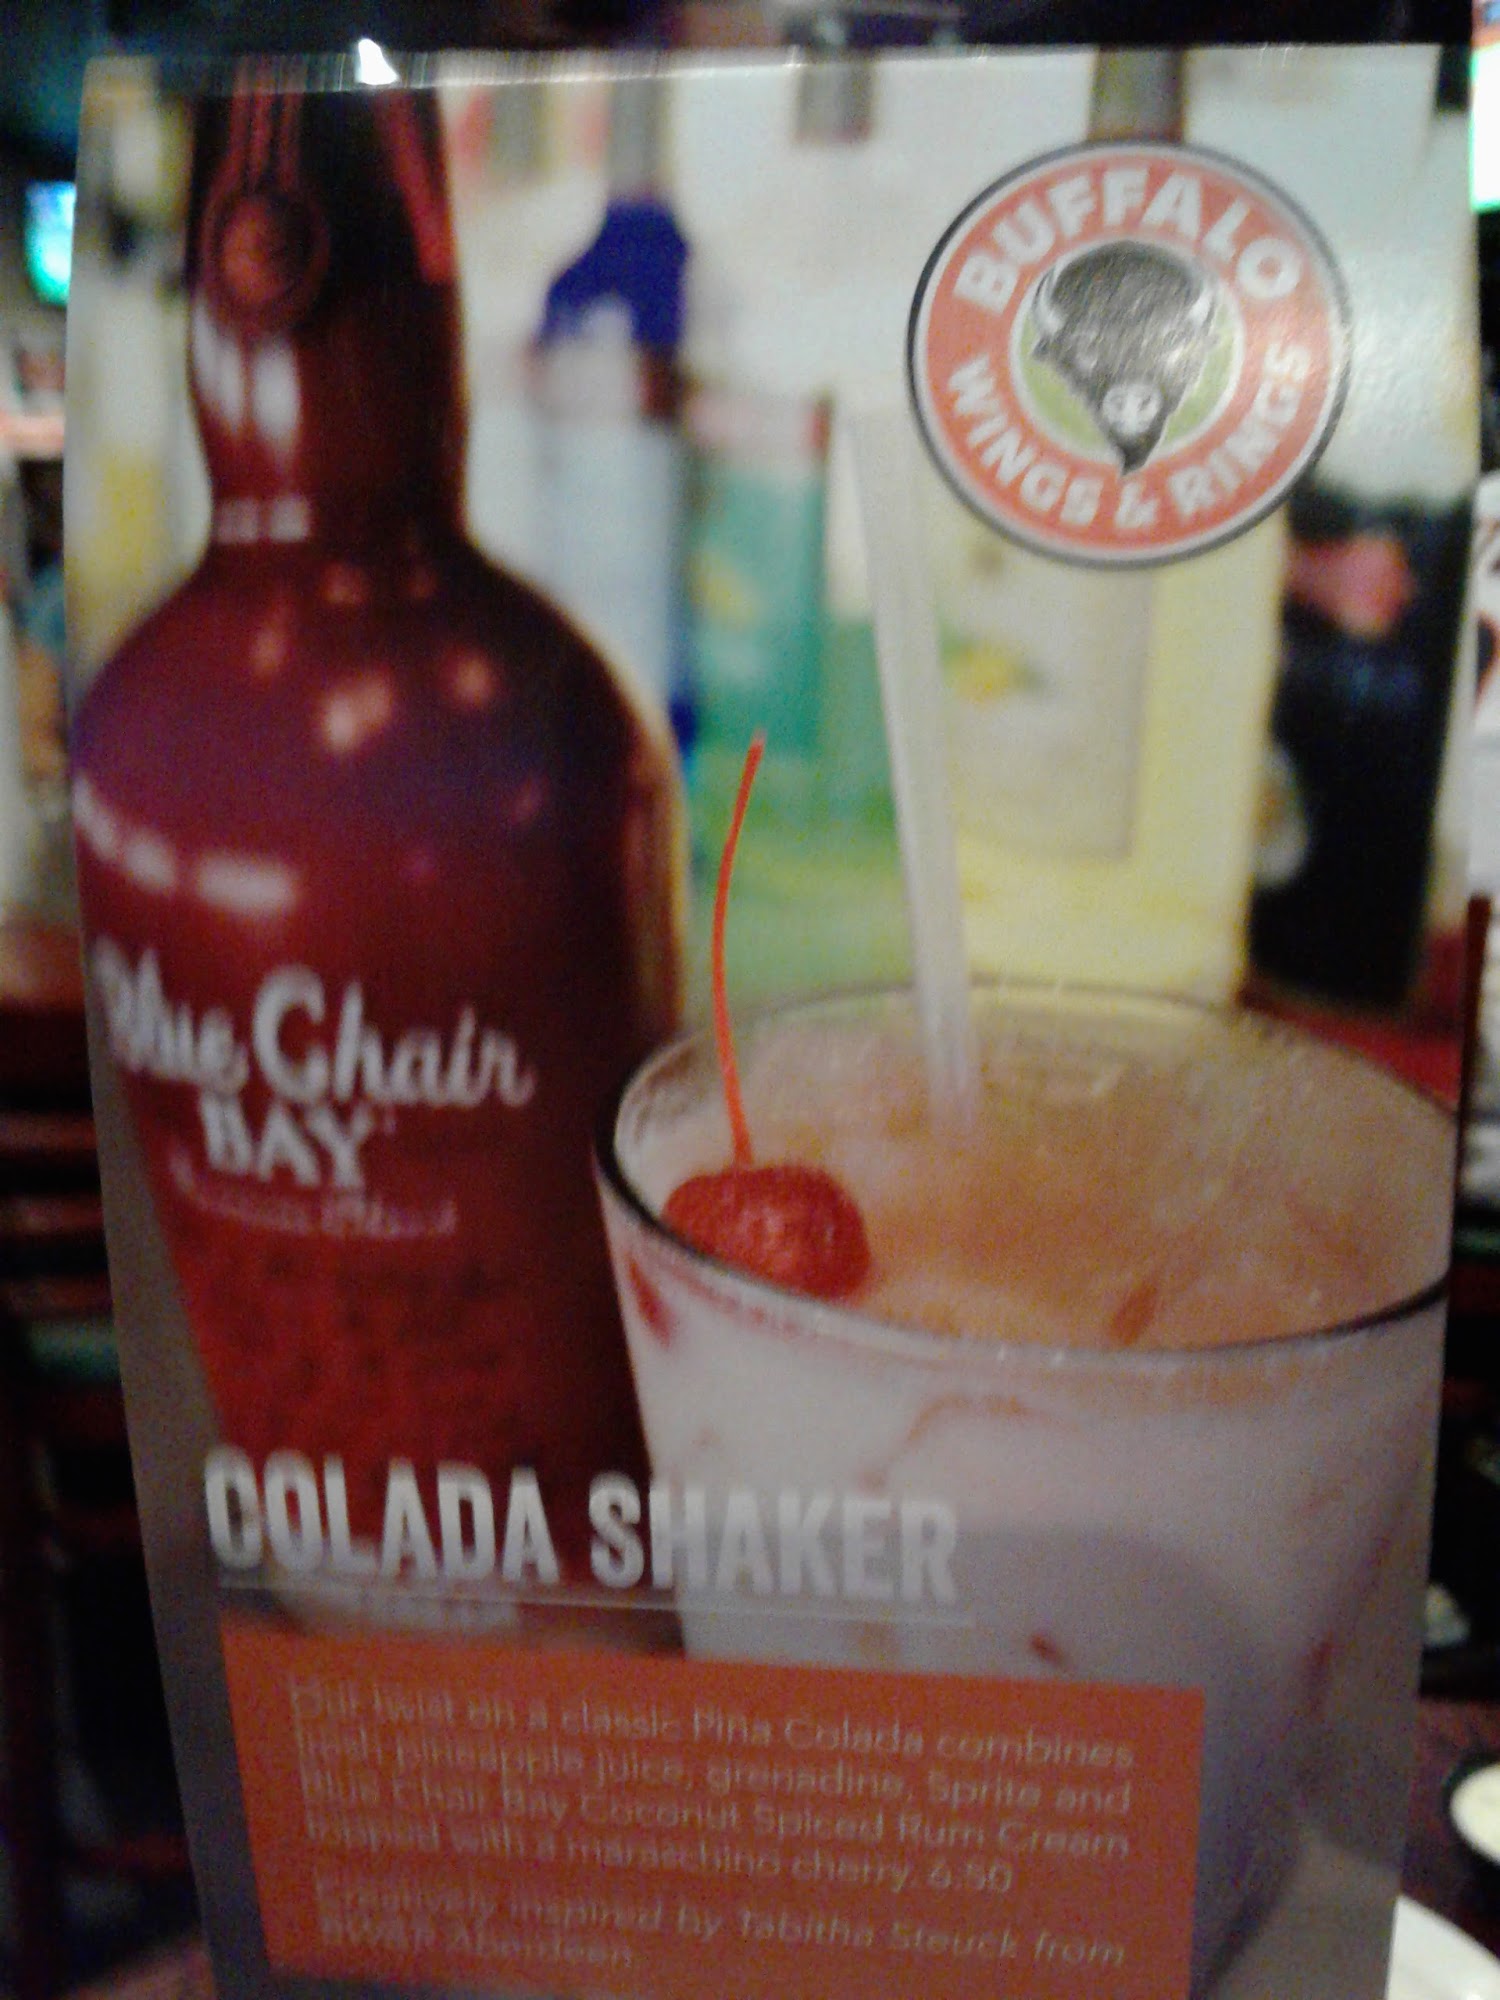 BUFFALO
WINGS & RINGS
Blue Chair
BAY
COLADA SHAKER
Our twist on a classic Piña Colada combines
fresh pineapple juice, grenadine, Sprite and
Blue Chair Bay Coconut Spiced Rum Cream
topped with a maraschino cherry. 6.50
Creatively inspired by Tabitha Steuck from
BW&R Aberdeen